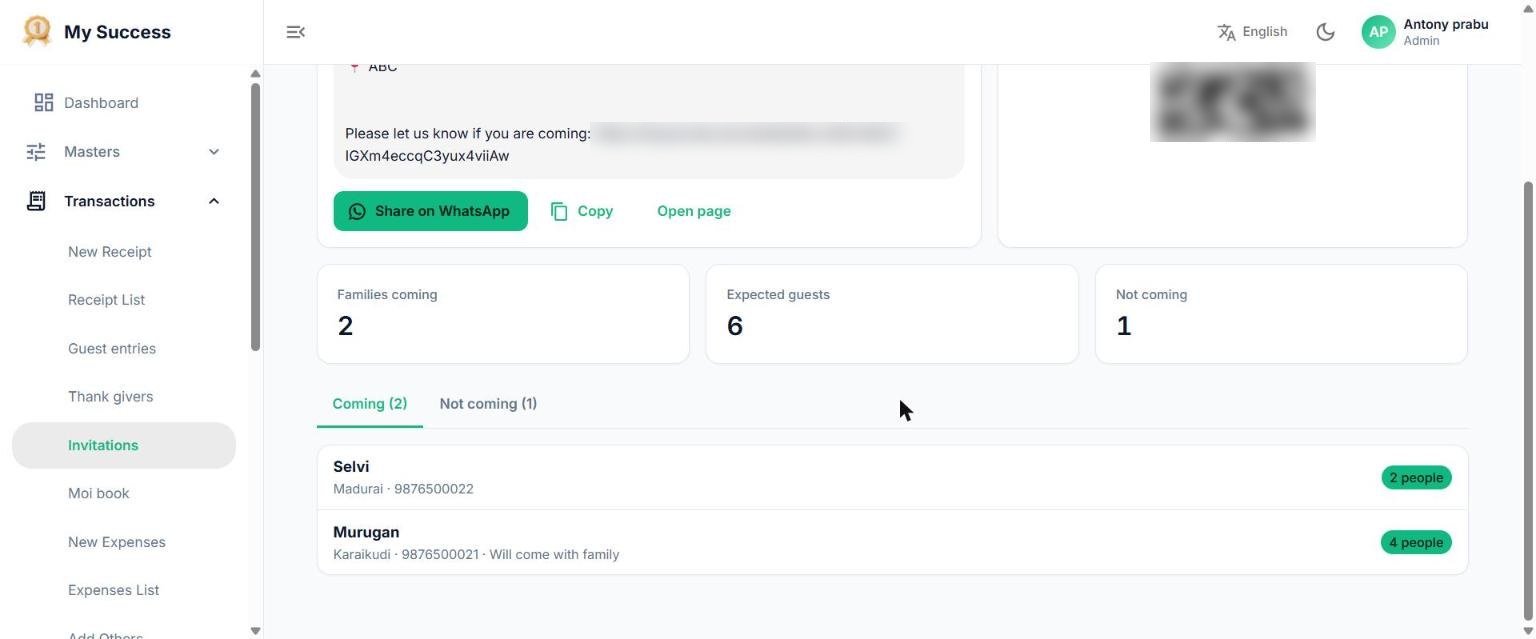 My Success
English
AP
Antony prabu
Admin
Dashboard
Masters
Transactions
New Receipt
Receipt List
Guest entries
Thank givers
Invitations
Moi book
New Expenses
Expenses List
Add Others
ABC
Please let us know if you are coming:
IGXm4eccqC3yux4viiAw
Share on WhatsApp
Copy
Open page
Families coming
2
Expected guests
6
Not coming
1
Coming (2)
Not coming (1)
Selvi
Madurai · 9876500022
2 people
Murugan
Karaikudi · 9876500021 · Will come with family
4 people